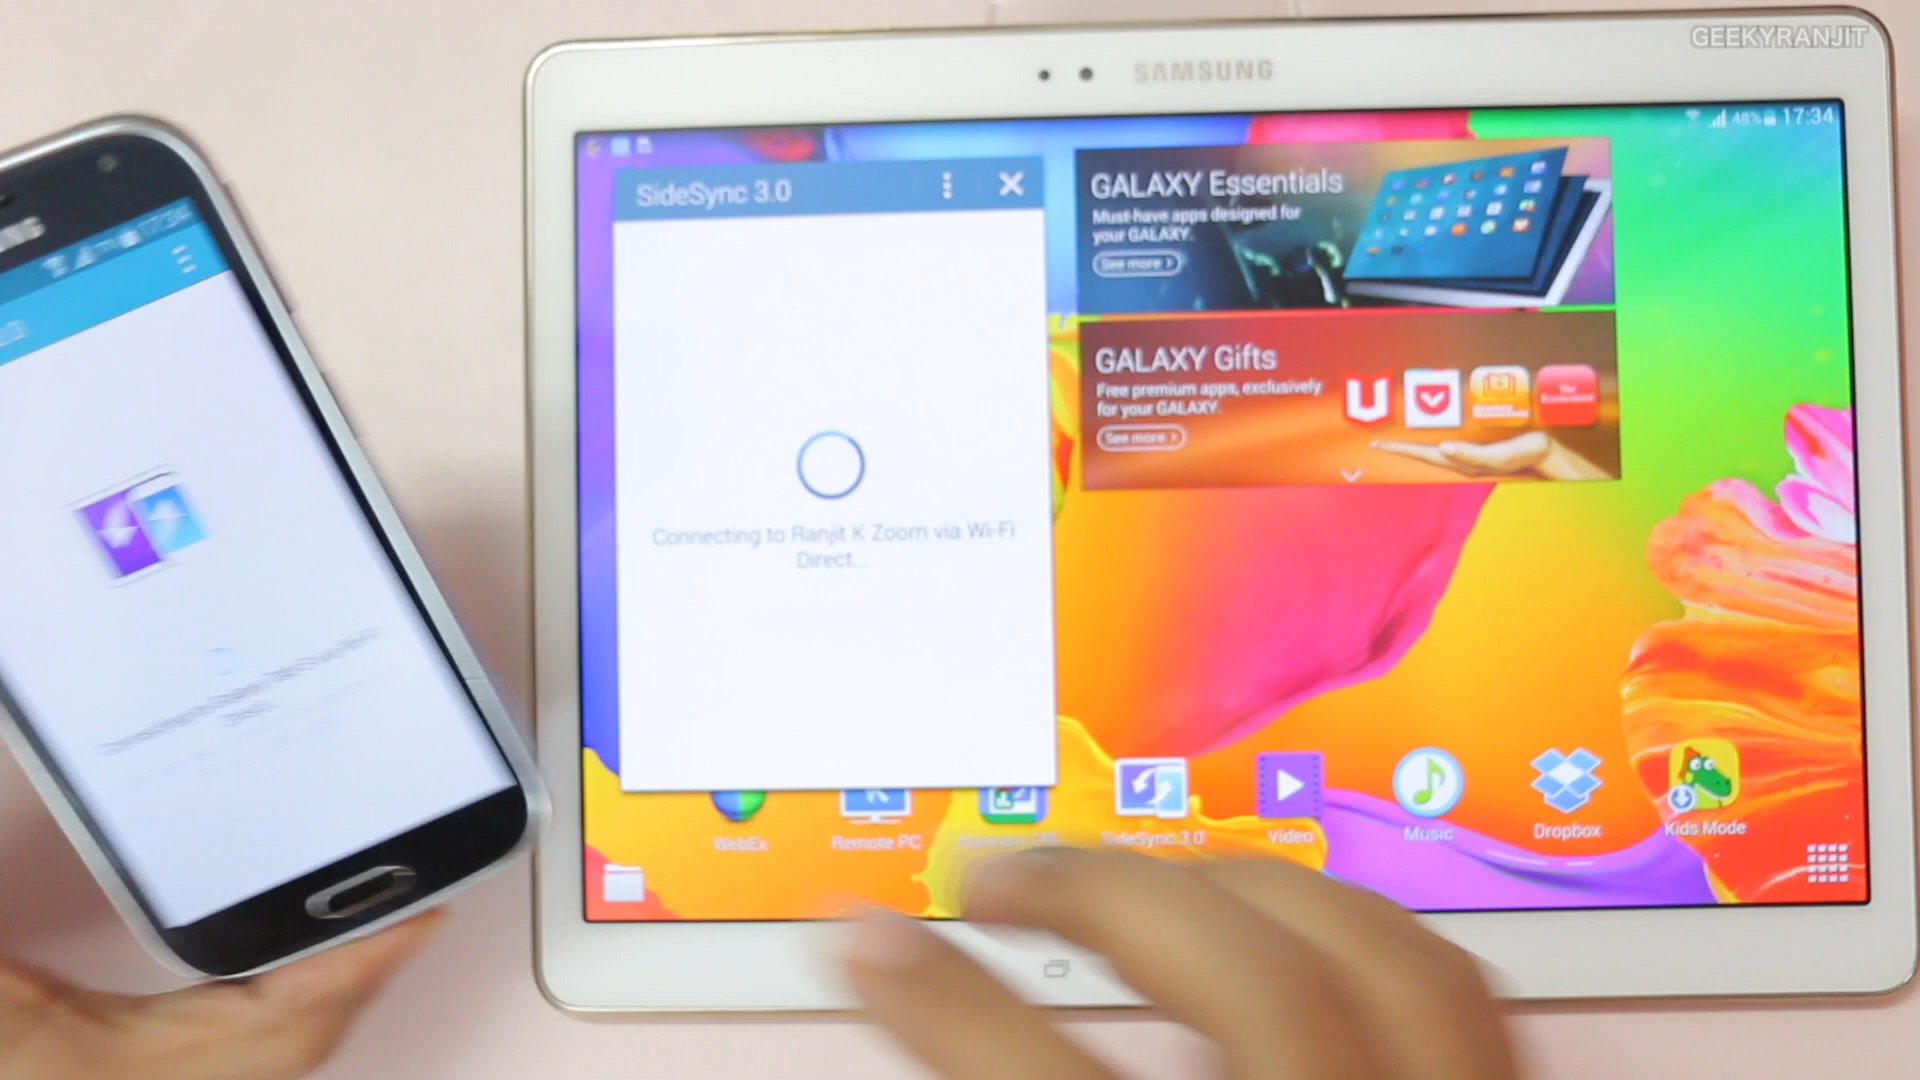 GEEKYRANJIT
SAMSUNG
48% 17:34
SideSync 3.0
GALAXY Essentials
Must-have apps designed for
your GALAXY.
See more >
GALAXY Gifts
Free premium apps, exclusively
for your GALAXY.
See more >
Connecting to Ranjit K Zoom via Wi-Fi
Direct...
WebEx
Remote PC
SideSync 3.0
Video
Music
Dropbox
Kids Mode